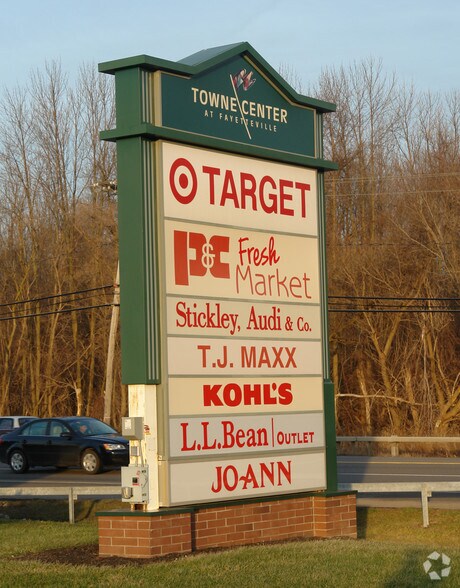 TOWNE CENTER
AT FAYETTEVILLE
TARGET
P&C Fresh
Market
Stickley, Audi & Co.
T.J. MAXX
KOHL'S
L.L.Bean | OUTLET
JO-ANN